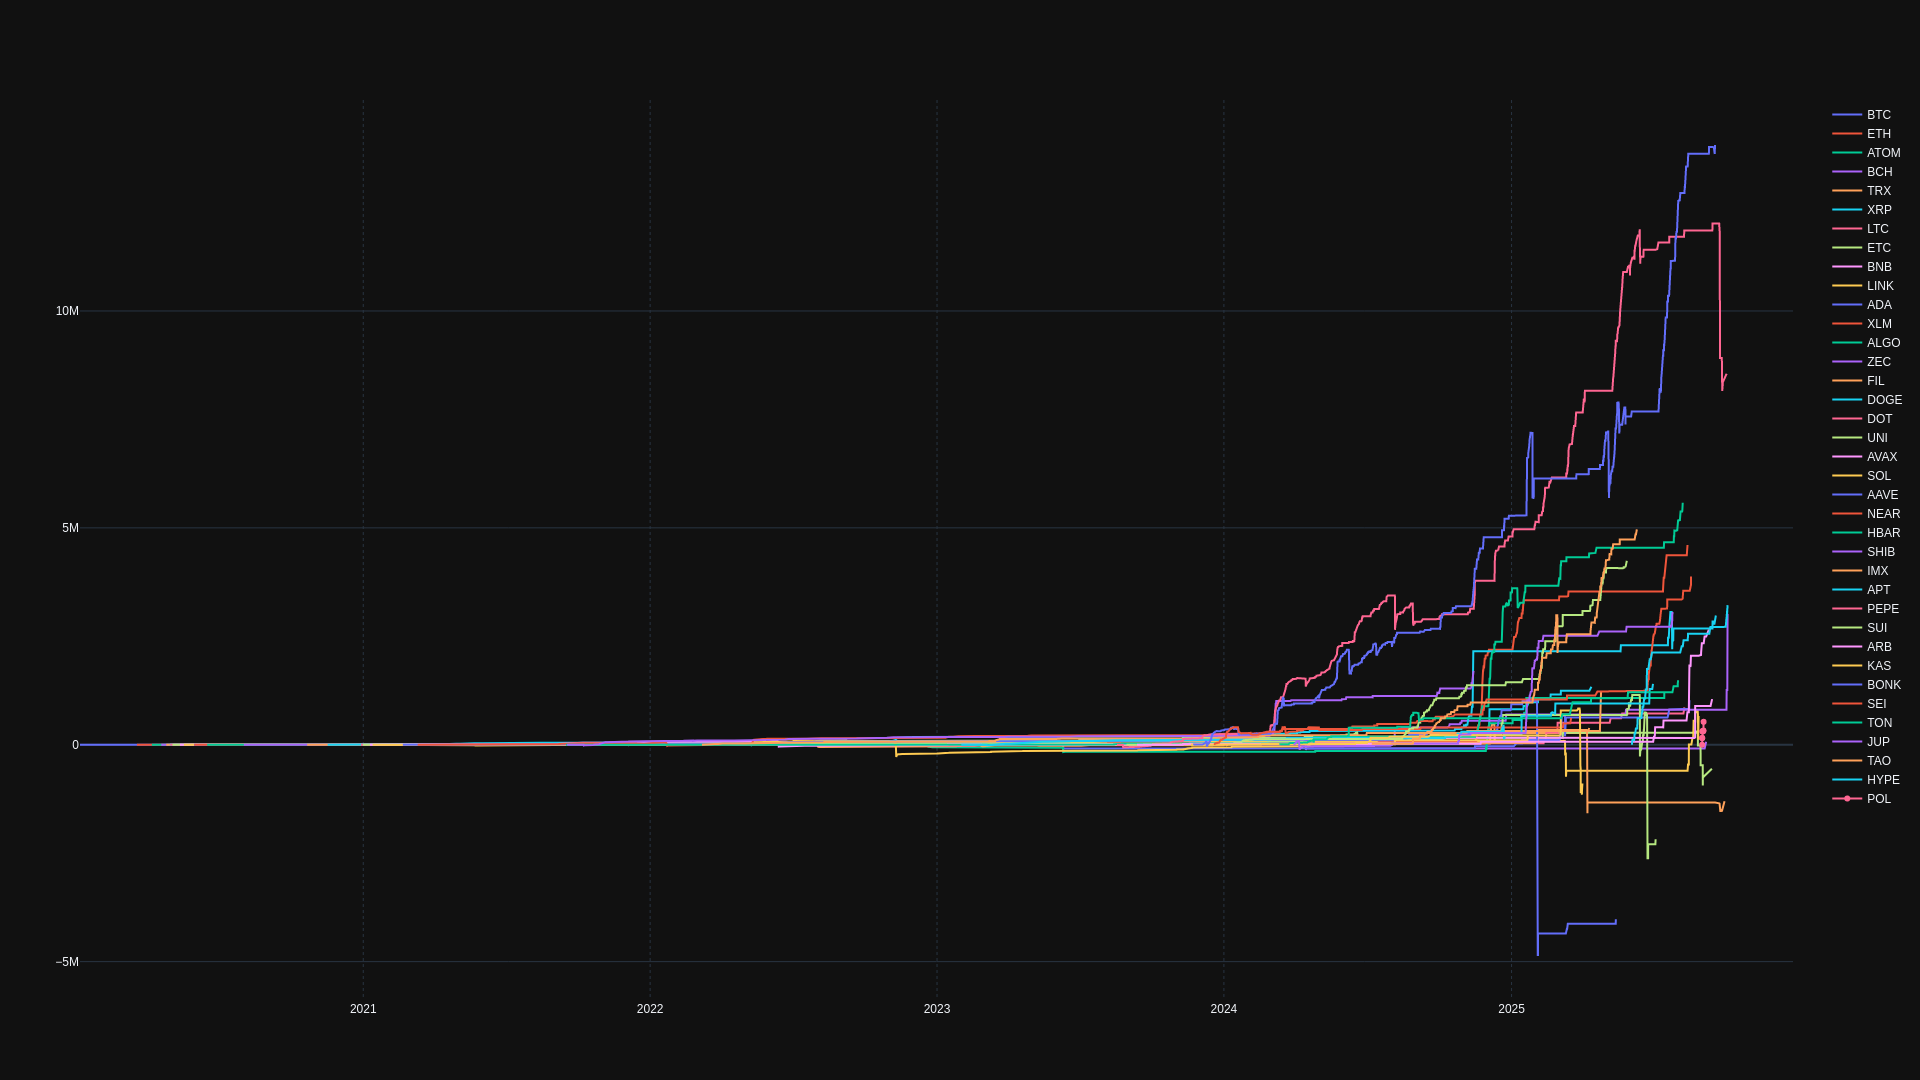 10M
5M
0
−5M
2021
2022
2023
2024
2025
BTC
ETH
ATOM
BCH
TRX
XRP
LTC
ETC
BNB
LINK
ADA
XLM
ALGO
ZEC
FIL
DOGE
DOT
UNI
AVAX
SOL
AAVE
NEAR
HBAR
SHIB
IMX
APT
PEPE
SUI
ARB
KAS
BONK
SEI
TON
JUP
TAO
HYPE
POL